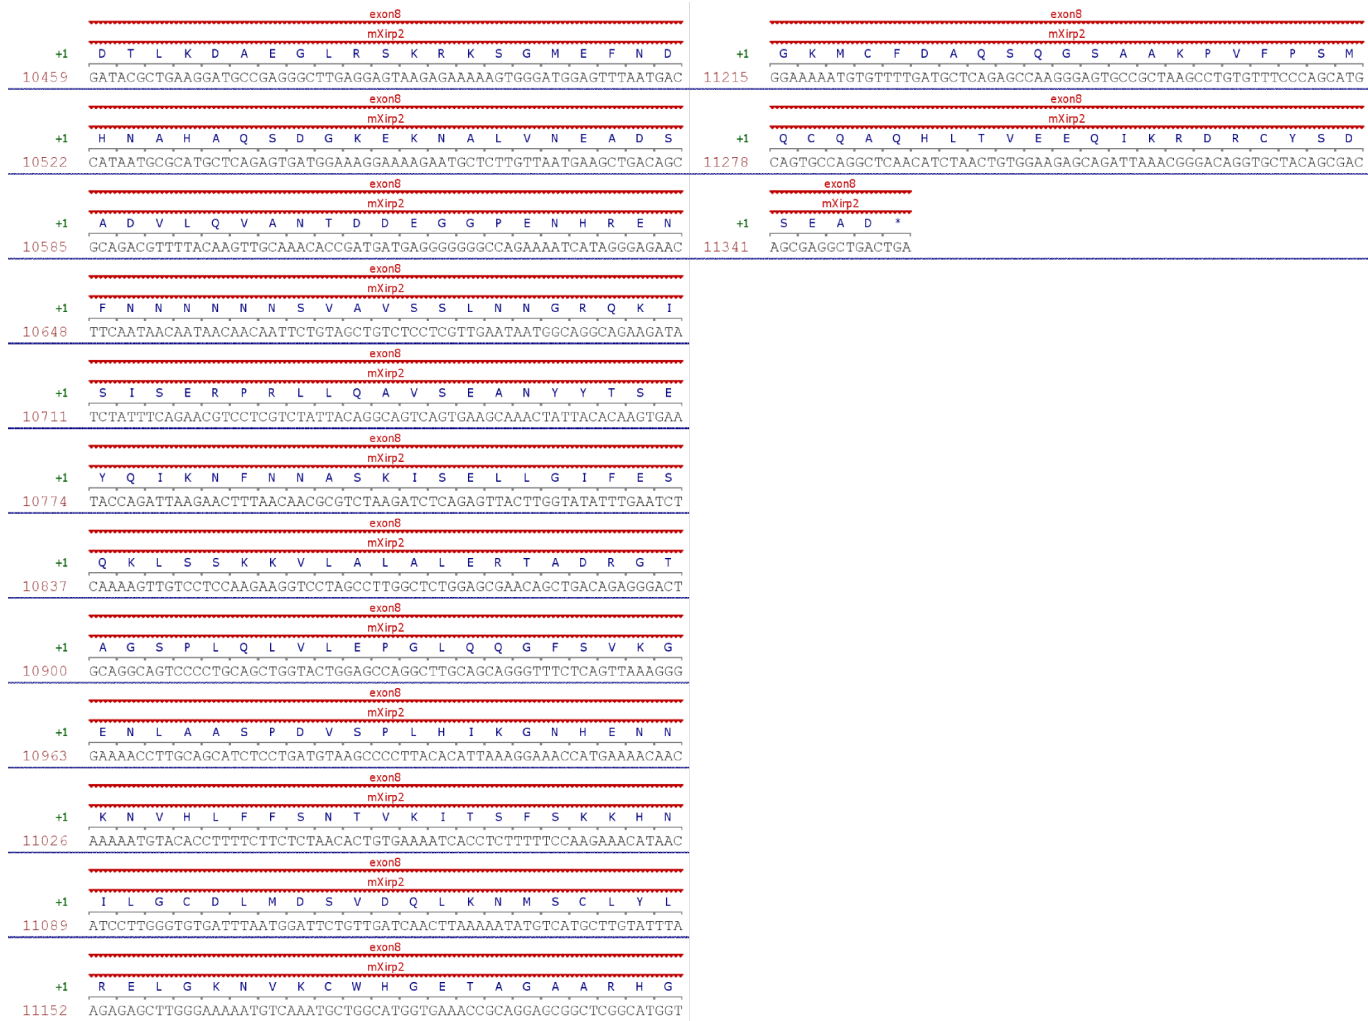 exon8
mXirp2
+1 D T L K D A E G L R S K R K S G M E F N D
10459 GATACGCTGAAGGATGCCGAGGGCTTGAGGAGTAAGAGAAAAAGTGGGATGGAGTTTAATGAC
exon8
mXirp2
+1 H N A H A Q S D G K E K N A L V N E A D S
10522 CATAATGCGCATGCTCAGAGTGATGGAAAGGAAAAGAATGCTCTTGTTAATGAAGCTGACAGC
exon8
mXirp2
+1 A D V L Q V A N T D D E G G P E N H R E N
10585 GCAGACGTTTTACAAGTTGCAAACACCGATGATGAGGGGGGGCCAGAAAATCATAGGGAGAAC
exon8
mXirp2
+1 F N N N N N N S V A V S S L N N G R Q K I
10648 TTCAATAACAATAACAACAATTCTGTAGCTGTCTCCTCGTTGAATAATGGCAGGCAGAAGATA
exon8
mXirp2
+1 S I S E R P R L L Q A V S E A N Y Y T S E
10711 TCTATTTCAGAACGTCCTCGTCTATTACAGGCAGTCAGTGAAGCAAACTATTACACAAGTGAA
exon8
mXirp2
+1 Y Q I K N F N N A S K I S E L L G I F E S
10774 TACCAGATTAAGAACTTTAACAACGCGTCTAAGATCTCAGAGTTACTTGGTATATTTGAATCT
exon8
mXirp2
+1 Q K L S S K K V L A L A L E R T A D R G T
10837 CAAAAGTTGTCCTCCAAGAAGGTCCTAGCCTTGGCTCTGGAGCGAACAGCTGACAGAGGGACT
exon8
mXirp2
+1 A G S P L Q L V L E P G L Q Q G F S V K G
10900 GCAGGCAGTCCCCTGCAGCTGGTACTGGAGCCAGGCTTGCAGCAGGGTTTCTCAGTTAAAGGG
exon8
mXirp2
+1 E N L A A S P D V S P L H I K G N H E N N
10963 GAAAACCTTGCAGCATCTCCTGATGTAAGCCCCTTACACATTAAAGGAAACCATGAAAACAAC
exon8
mXirp2
+1 K N V H L F F S N T V K I T S F S K K H N
11026 AAAAATGTACACCTTTTCTTCTCTAACACTGTGAAAATCACCTCTTTTTCCAAGAAACATAAC
exon8
mXirp2
+1 I L G C D L M D S V D Q L K N M S C L Y L
11089 ATCCTTGGGTGTGATTTAATGGATTCTGTTGATCAACTTAAAAATATGTCATGCTTGTATTTA
exon8
mXirp2
+1 R E L G K N V K C W H G E T A G A A R H G
11152 AGAGAGCTTGGGAAAAATGTCAAATGCTGGCATGGTGAAACCGCAGGAGCGGCTCGGCATGGT
exon8
mXirp2
+1 G K M C F D A Q S Q G S A A K P V F P S M
11215 GGAAAAATGTGTTTTGATGCTCAGAGCCAAGGGAGTGCCGCTAAGCCTGTGTTTCCCAGCATG
exon8
mXirp2
+1 Q C Q A Q H L T V E E Q I K R D R C Y S D
11278 CAGTGCCAGGCTCAACATCTAACTGTGGAAGAGCAGATTAAACGGGACAGGTGCTACAGCGAC
exon8
mXirp2
+1 S E A D *
11341 AGCGAGGCTGACTGA